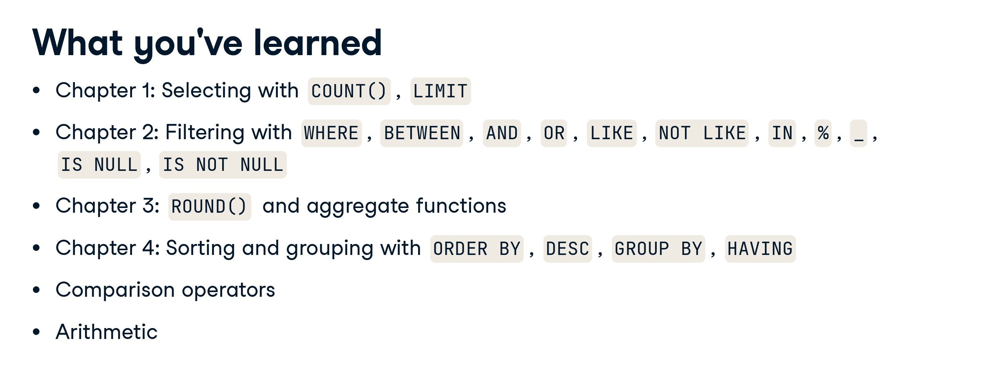 What you've learned
• Chapter 1: Selecting with COUNT() , LIMIT
• Chapter 2: Filtering with WHERE , BETWEEN , AND , OR , LIKE , NOT LIKE , IN , % , _ ,
IS NULL , IS NOT NULL
• Chapter 3: ROUND() and aggregate functions
• Chapter 4: Sorting and grouping with ORDER BY , DESC , GROUP BY , HAVING
• Comparison operators
• Arithmetic